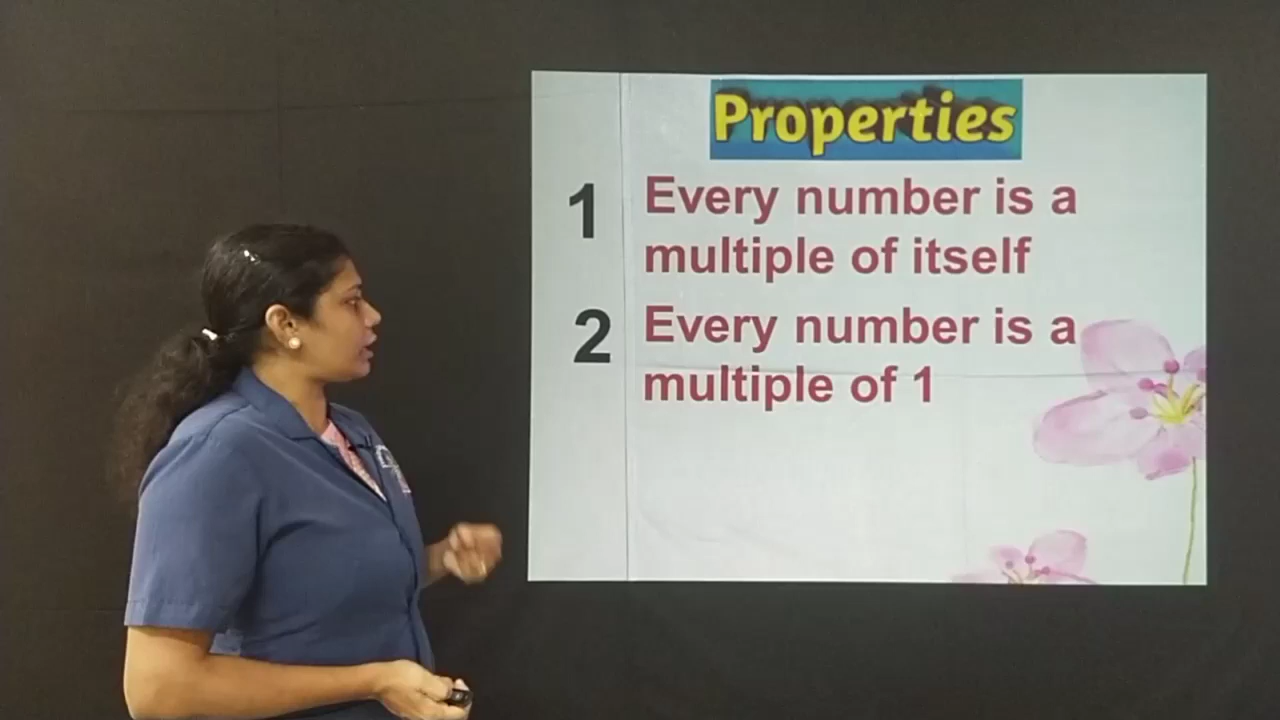 Properties
1 Every number is a
multiple of itself
2 Every number is a
multiple of 1